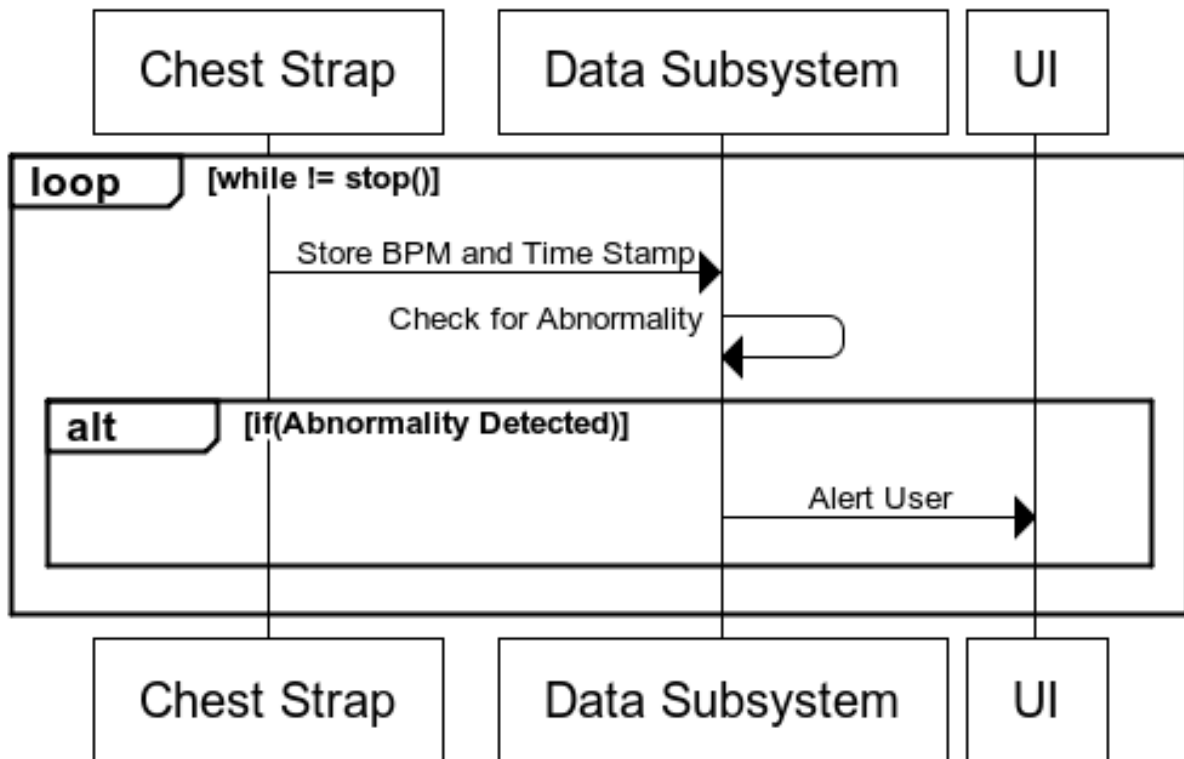 Chest Strap
Data Subsystem
UI
loop
[while != stop()]
Store BPM and Time Stamp
Check for Abnormality
alt
[if(Abnormality Detected)]
Alert User
Chest Strap
Data Subsystem
UI